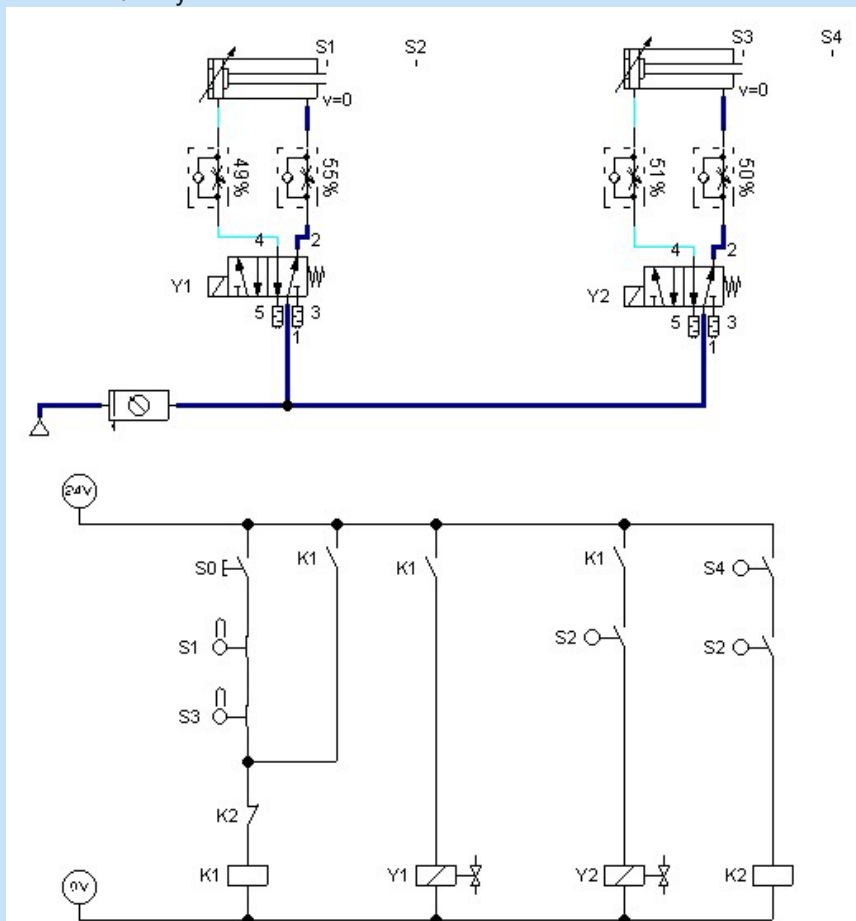 S1 S2 S3 S4
v=0 v=0
49% 55% 51% 50%
4 2 4 2
Y1 Y2
5 3 5 3
1 1
24V
S0 K1 K1 K1 S4
S1 S2 S2
S3
K2
K1 Y1 Y2 K2
0V